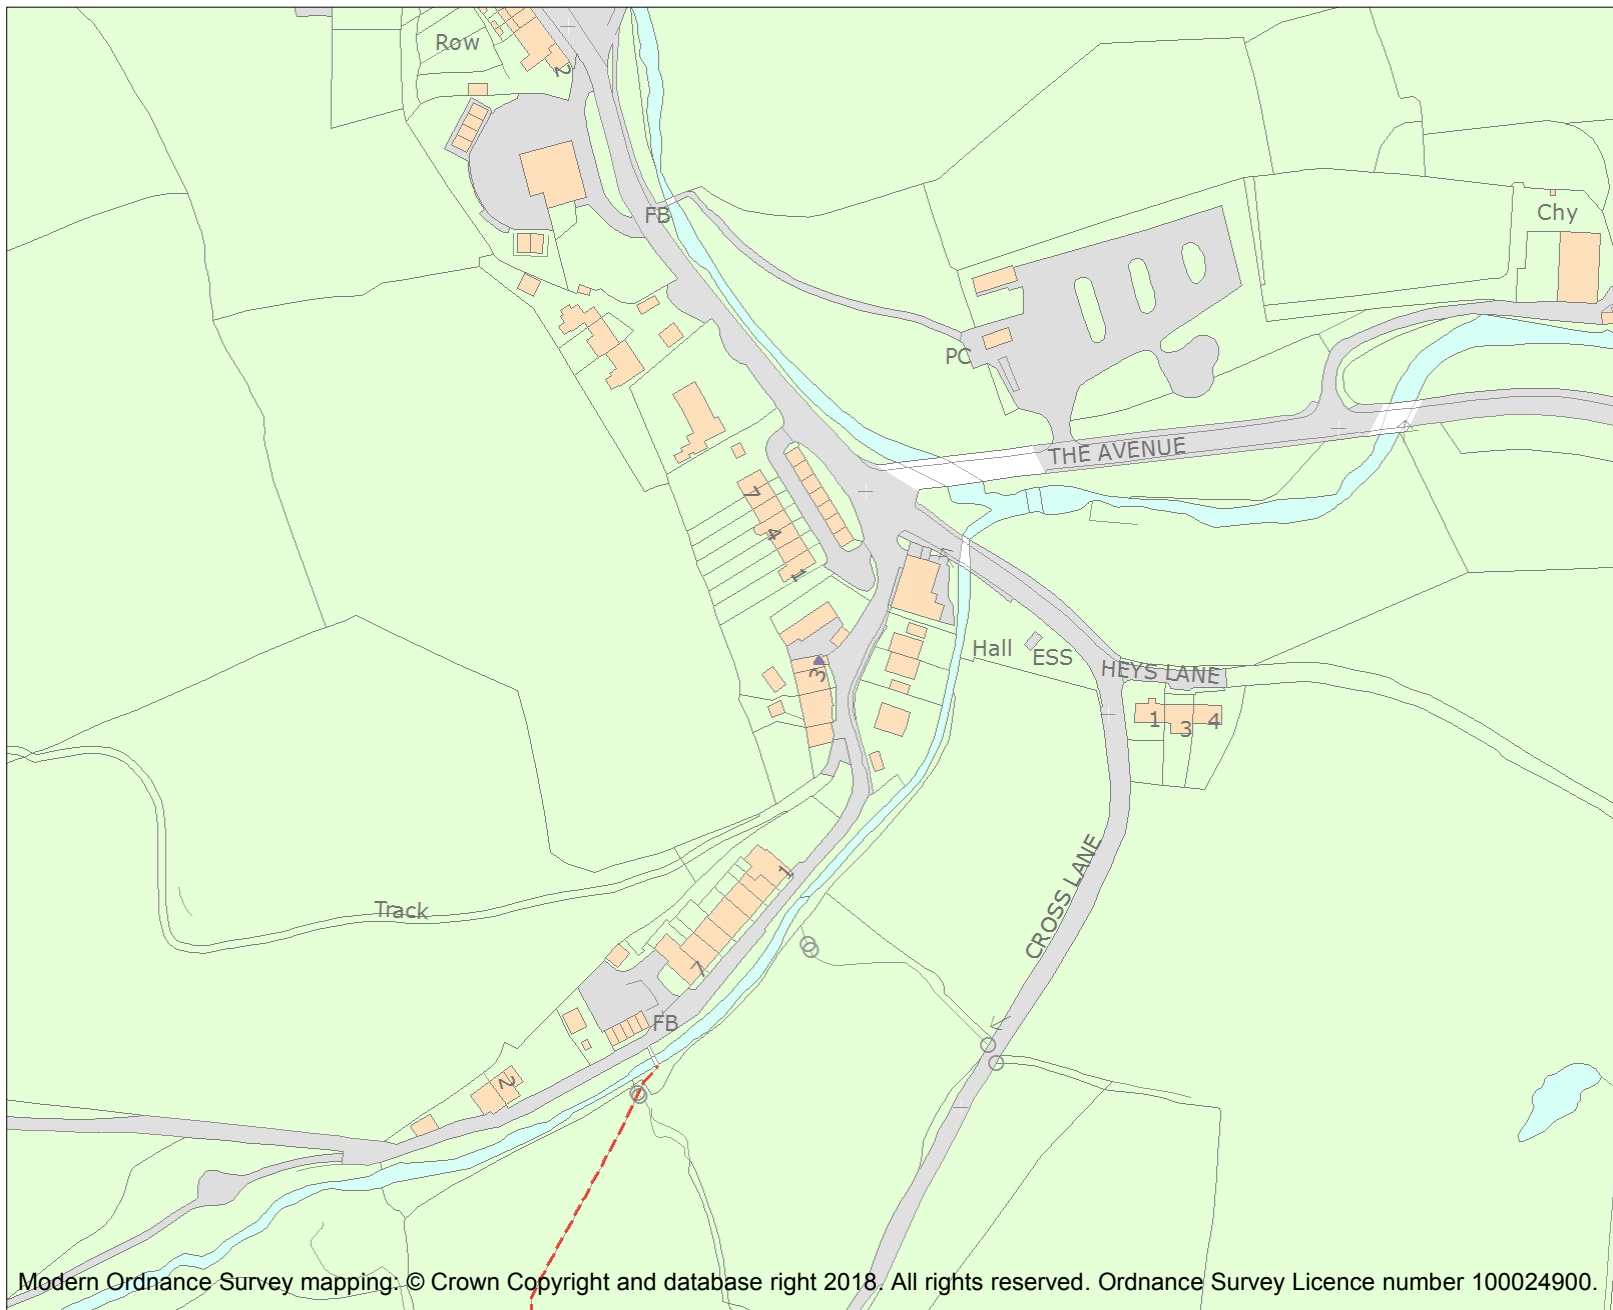 Row
2
Chy
FB
PC
THE AVENUE
7
4
1
Hall
ESS
HEYS LANE
3
1
3
4
CROSS LANE
1
Track
7
FB
2
Modern Ordnance Survey mapping: © Crown Copyright and database right 2018. All rights reserved. Ordnance Survey Licence number 100024900.